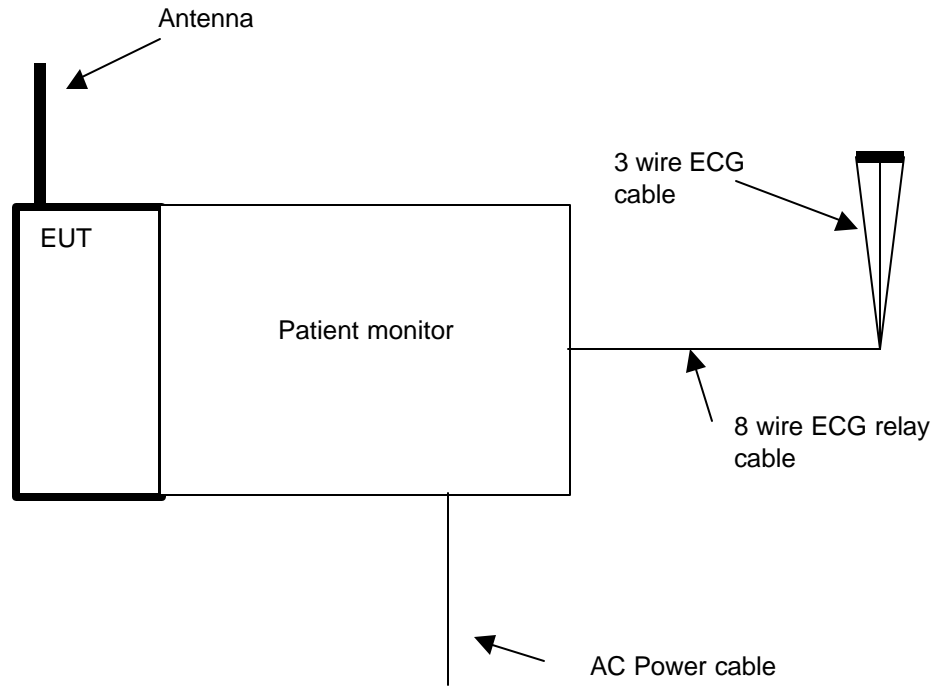 Antenna
3 wire ECG
cable
EUT
Patient monitor
8 wire ECG relay
cable
AC Power cable